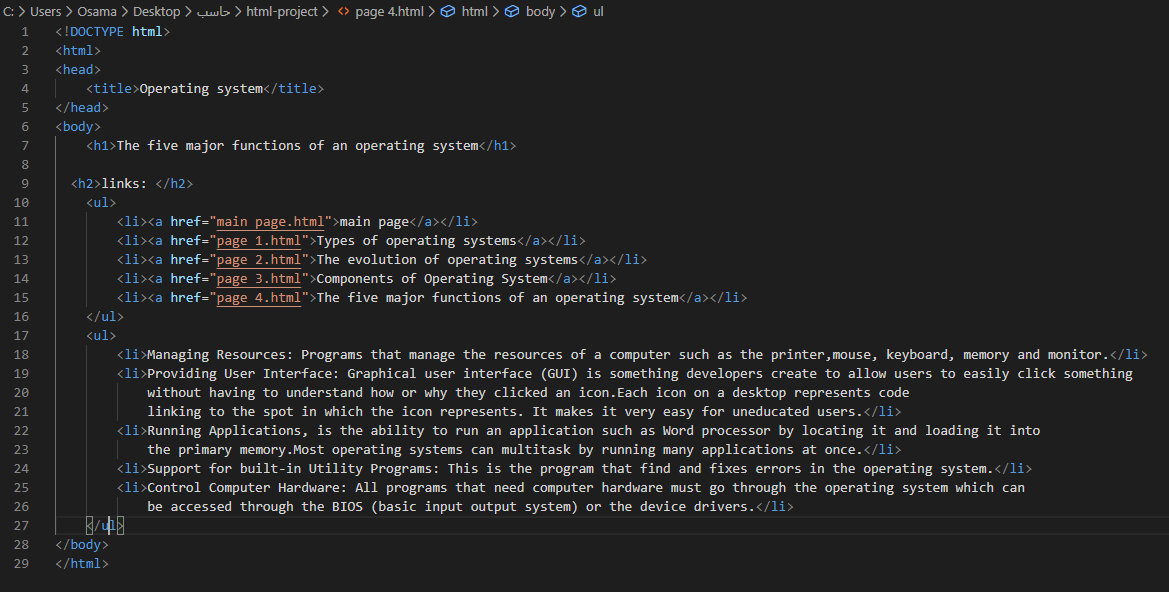 C: > Users > Osama > Desktop > حاسب > html-project > <> page 4.html > html > body > ul
1 <!DOCTYPE html>
2 <html>
3 <head>
4 <title>Operating system</title>
5 </head>
6 <body>
7 <h1>The five major functions of an operating system</h1>
8
9 <h2>links: </h2>
10 <ul>
11 <li><a href="main page.html">main page</a></li>
12 <li><a href="page 1.html">Types of operating systems</a></li>
13 <li><a href="page 2.html">The evolution of operating systems</a></li>
14 <li><a href="page 3.html">Components of Operating System</a></li>
15 <li><a href="page 4.html">The five major functions of an operating system</a></li>
16 </ul>
17 <ul>
18 <li>Managing Resources: Programs that manage the resources of a computer such as the printer,mouse, keyboard, memory and monitor.</li>
19 <li>Providing User Interface: Graphical user interface (GUI) is something developers create to allow users to easily click something
20 without having to understand how or why they clicked an icon.Each icon on a desktop represents code
21 linking to the spot in which the icon represents. It makes it very easy for uneducated users.</li>
22 <li>Running Applications, is the ability to run an application such as Word processor by locating it and loading it into
23 the primary memory.Most operating systems can multitask by running many applications at once.</li>
24 <li>Support for built-in Utility Programs: This is the program that find and fixes errors in the operating system.</li>
25 <li>Control Computer Hardware: All programs that need computer hardware must go through the operating system which can
26 be accessed through the BIOS (basic input output system) or the device drivers.</li>
27 </ul>
28 </body>
29 </html>